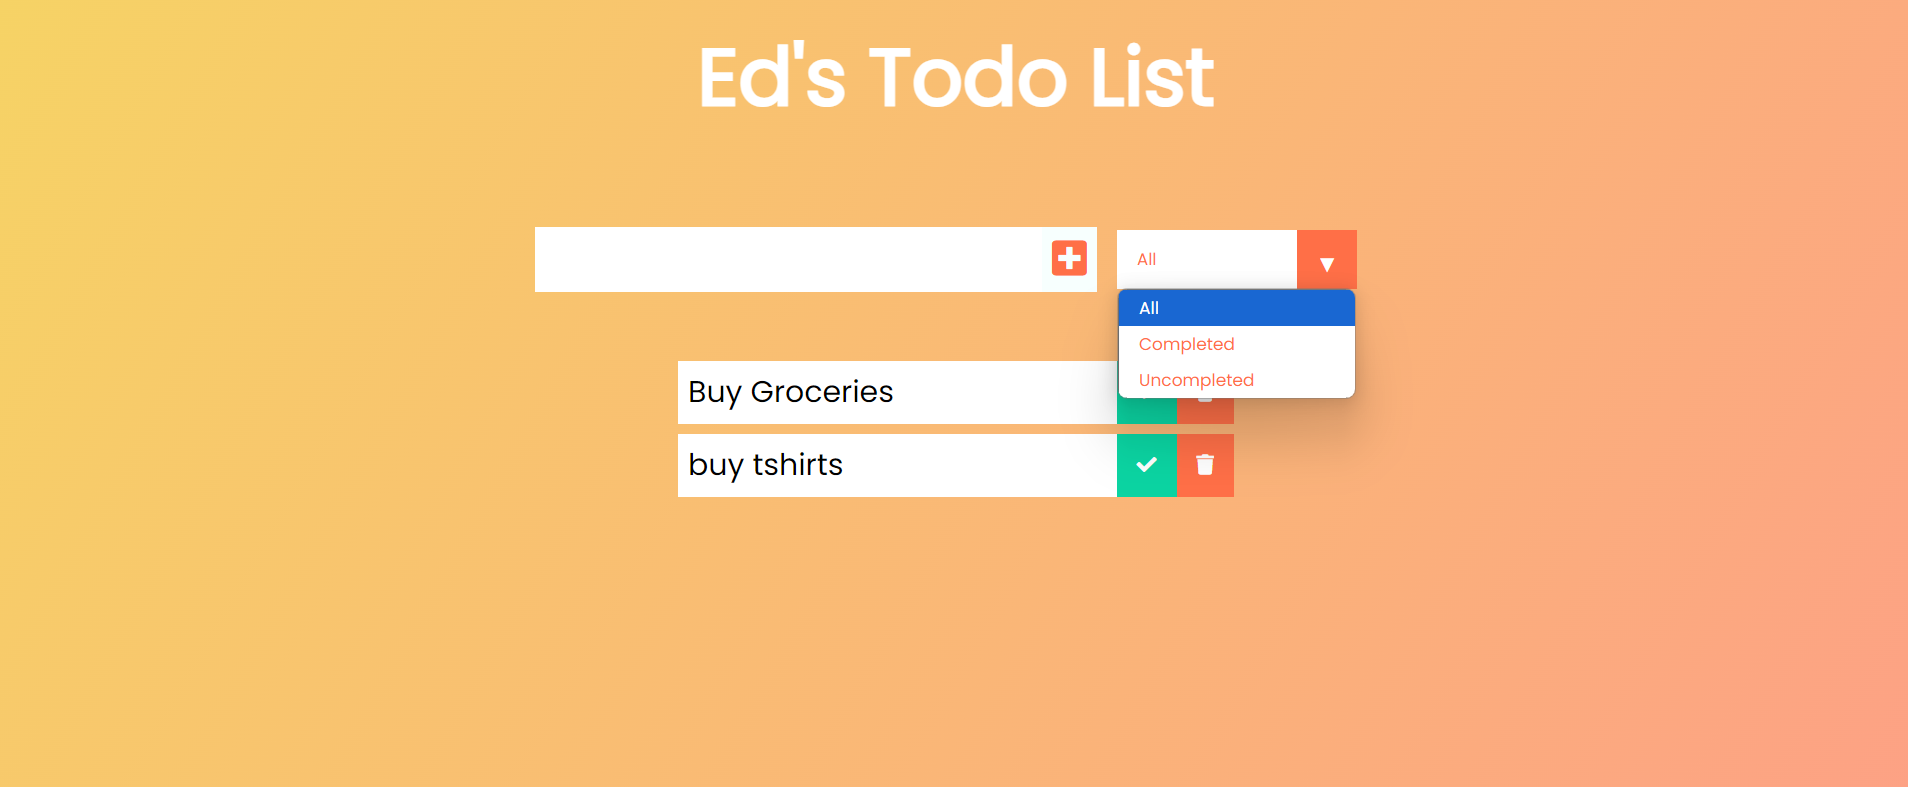 Ed's Todo List
All
All
Completed
Uncompleted
Buy Groceries
buy tshirts